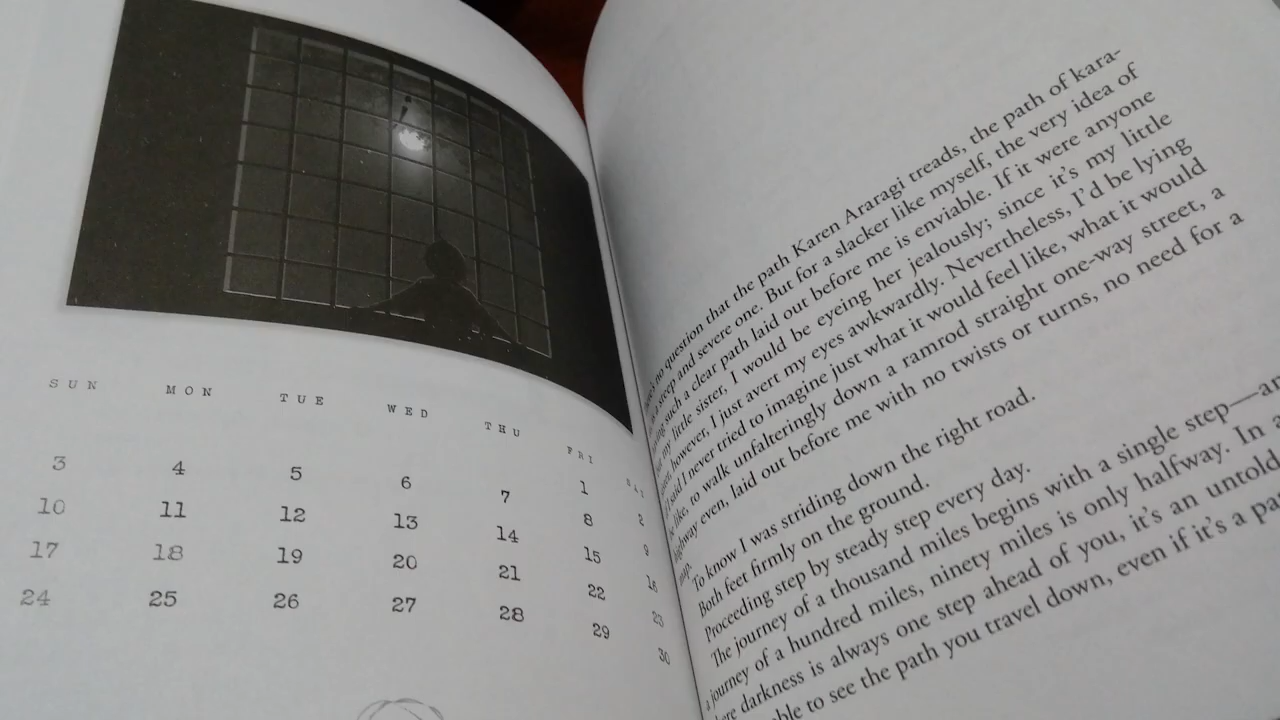 SUN MON TUE WED THU FRI SAT
1 2
3 4 5 6 7 8 9
10 11 12 13 14 15 16
17 18 19 20 21 22 23
24 25 26 27 28 29 30
no question that the path Karen Araragi treads, the path of kara-
a steep and severe one. But for a slacker like myself, the very idea of
such a clear path laid out before me is enviable. If it were anyone
my little sister, I would be eyeing her jealously; since it's my little
however, I just avert my eyes awkwardly. Nevertheless, I'd be lying
said I never tried to imagine just what it would feel like, what it would
like, to walk unfalteringly down a ramrod straight one-way street, a
highway even, laid out before me with no twists or turns, no need for a
map.
To know I was striding down the right road.
Both feet firmly on the ground.
Proceeding step by steady step every day.
The journey of a thousand miles begins with a single step—
a journey of a hundred miles, ninety miles is only halfway. In a
darkness is always one step ahead of you, it's an untold
to see the path you travel down, even if it's a